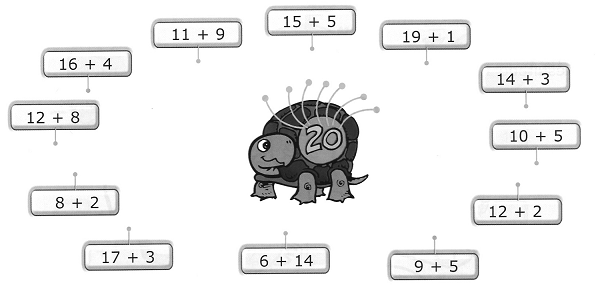 15 + 5
11 + 9
19 + 1
16 + 4
14 + 3
12 + 8
10 + 5
20
8 + 2
12 + 2
17 + 3
6 + 14
9 + 5